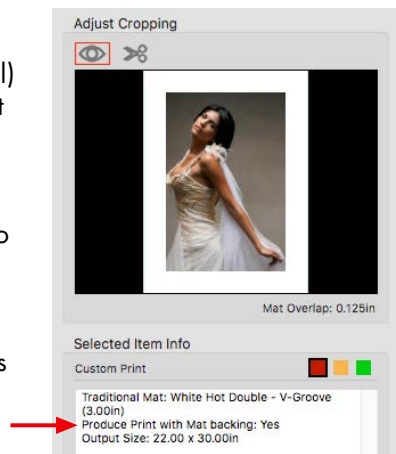 Adjust Cropping
l)
t
o
Mat Overlap: 0.125in
Selected Item Info
s
Custom Print
Traditional Mat: White Hot Double - V-Groove
(3.00in)
Produce Print with Mat backing: Yes
Output Size: 22.00 x 30.00in